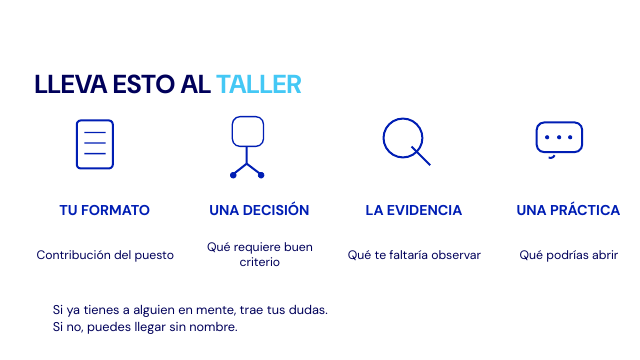 LLEVA ESTO AL TALLER
TU FORMATO
UNA DECISIÓN
LA EVIDENCIA
UNA PRÁCTICA
Contribución del puesto
Qué requiere buen
criterio
Qué te faltaría observar
Qué podrías abrir
Si ya tienes a alguien en mente, trae tus dudas.
Si no, puedes llegar sin nombre.